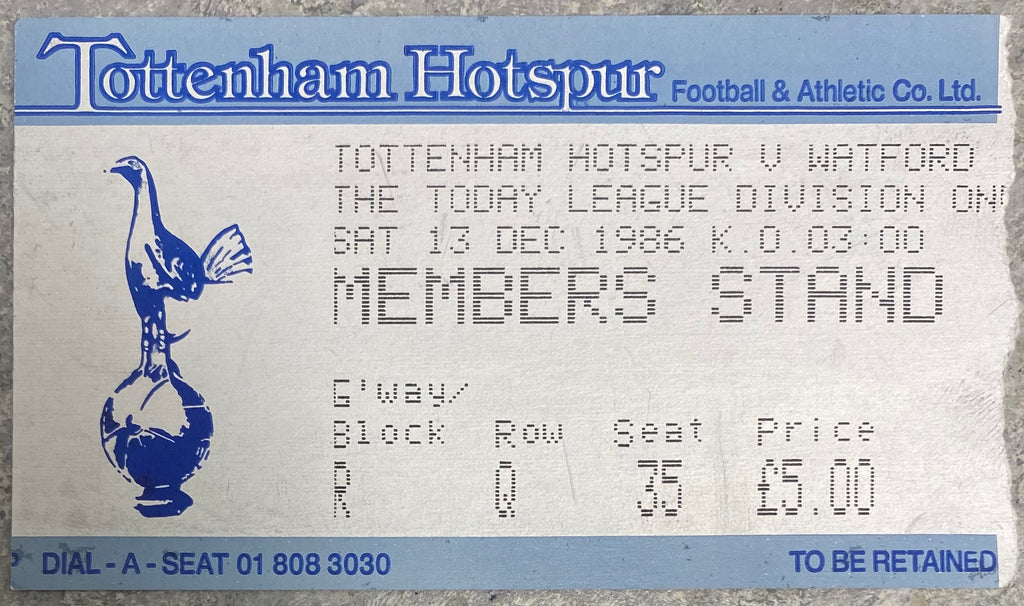 Tottenham Hotspur Football & Athletic Co. Ltd.
TOTTENHAM HOTSPUR V WATFORD
THE TODAY LEAGUE DIVISION ON
SAT 13 DEC 1986 K.O.03:00
MEMBERS STAND
G'way/
Block Row Seat Price
R Q 35 £5.00
P DIAL - A - SEAT 01 808 3030 TO BE RETAINED